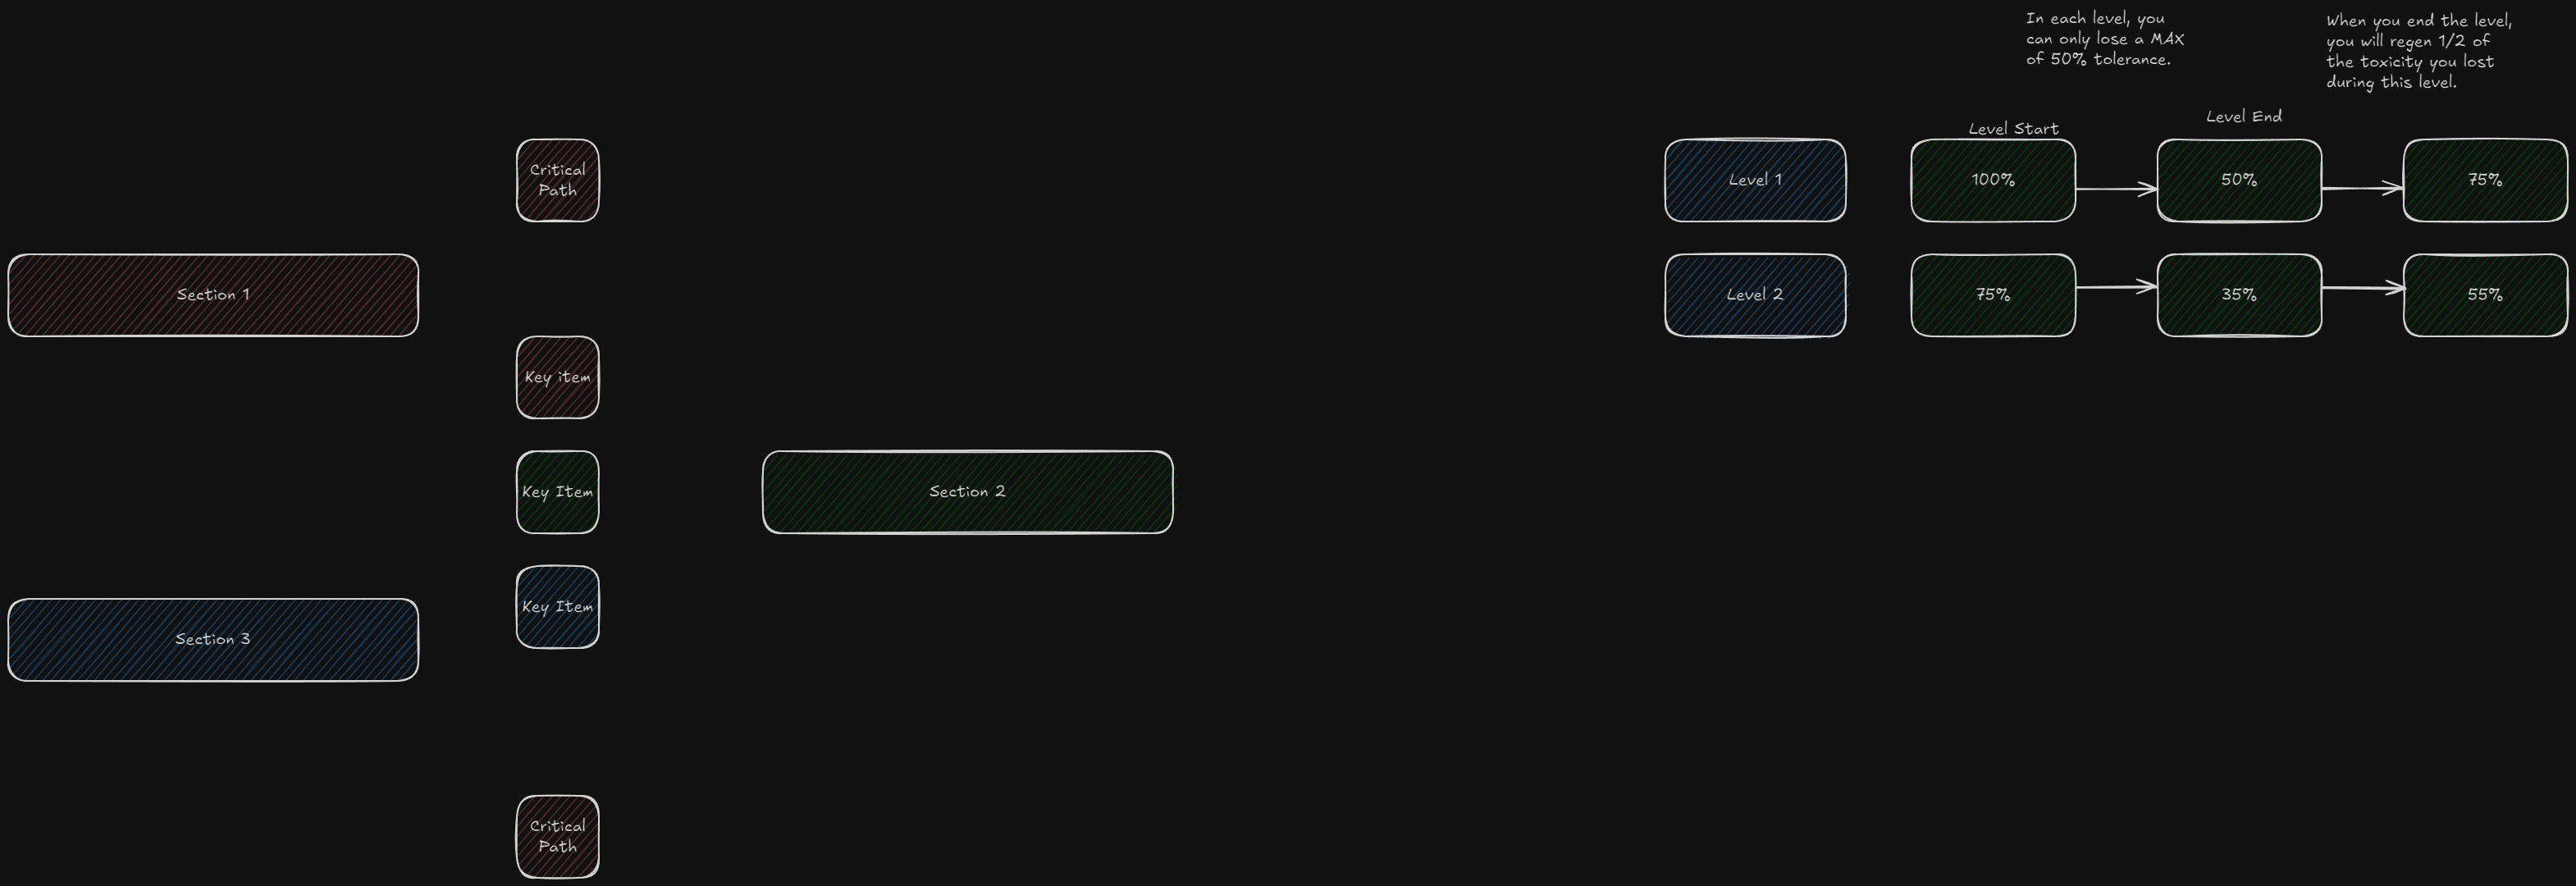 In each level, you
can only lose a MAX
of 50% tolerance.
When you end the level,
you will regen 1/2 of
the toxicity you lost
during this level.
Level Start
Level End
Critical
Path
Level 1
100%
50%
75%
Section 1
Level 2
75%
35%
55%
Key item
Key Item
Section 2
Key Item
Section 3
Critical
Path